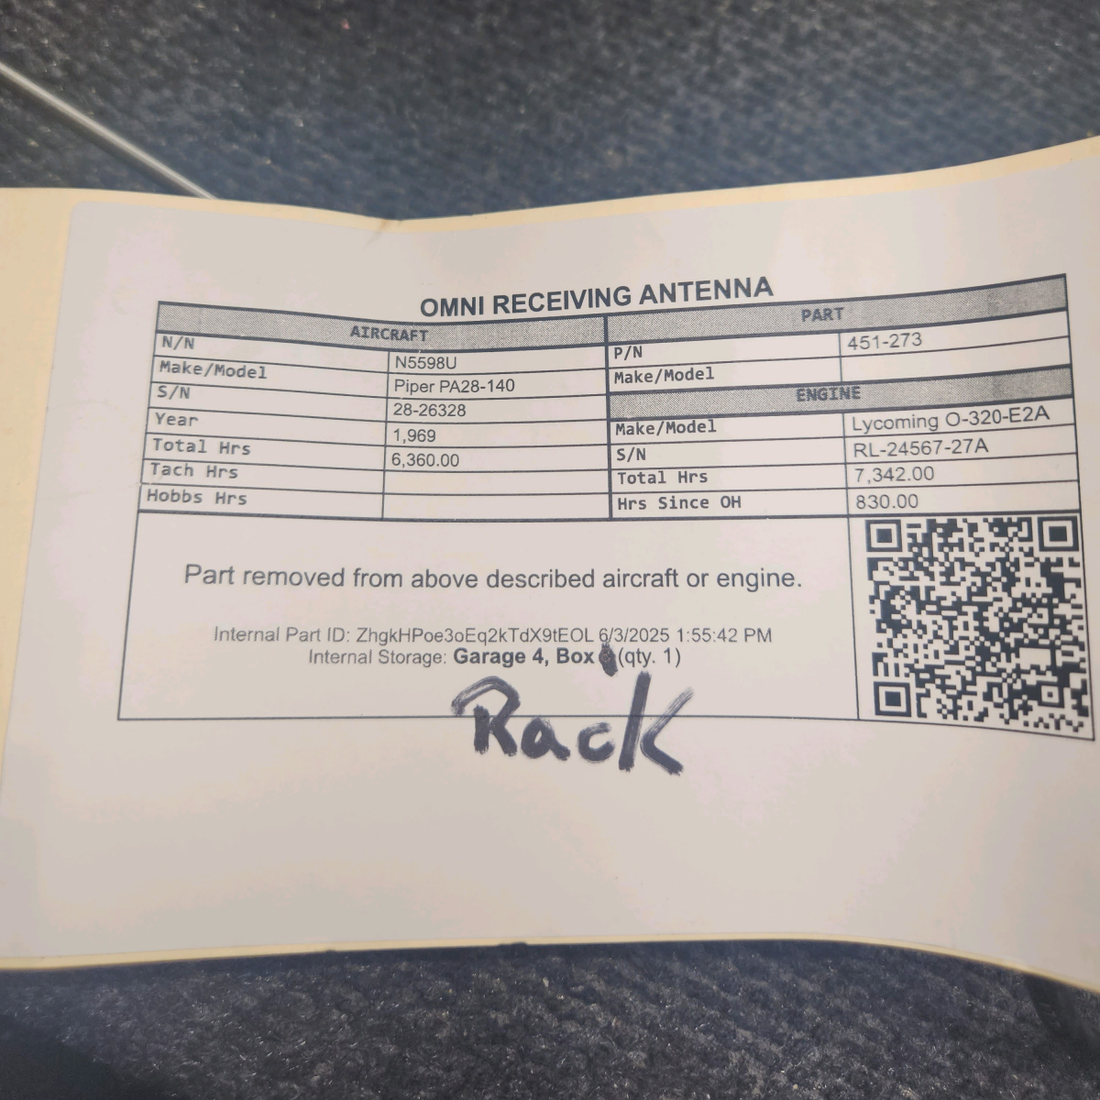 OMNI RECEIVING ANTENNA
AIRCRAFT
N/N N5598U
Make/Model Piper PA28-140
S/N 28-26328
Year 1,969
Total Hrs 6,360.00
Tach Hrs
Hobbs Hrs
PART
P/N 451-273
Make/Model
ENGINE
Make/Model Lycoming O-320-E2A
S/N RL-24567-27A
Total Hrs 7,342.00
Hrs Since OH 830.00
Part removed from above described aircraft or engine.
Internal Part ID: ZhgkHPoe3oEq2kTdX9tEOL 6/3/2025 1:55:42 PM
Internal Storage: Garage 4, Box (qty. 1)
Rack